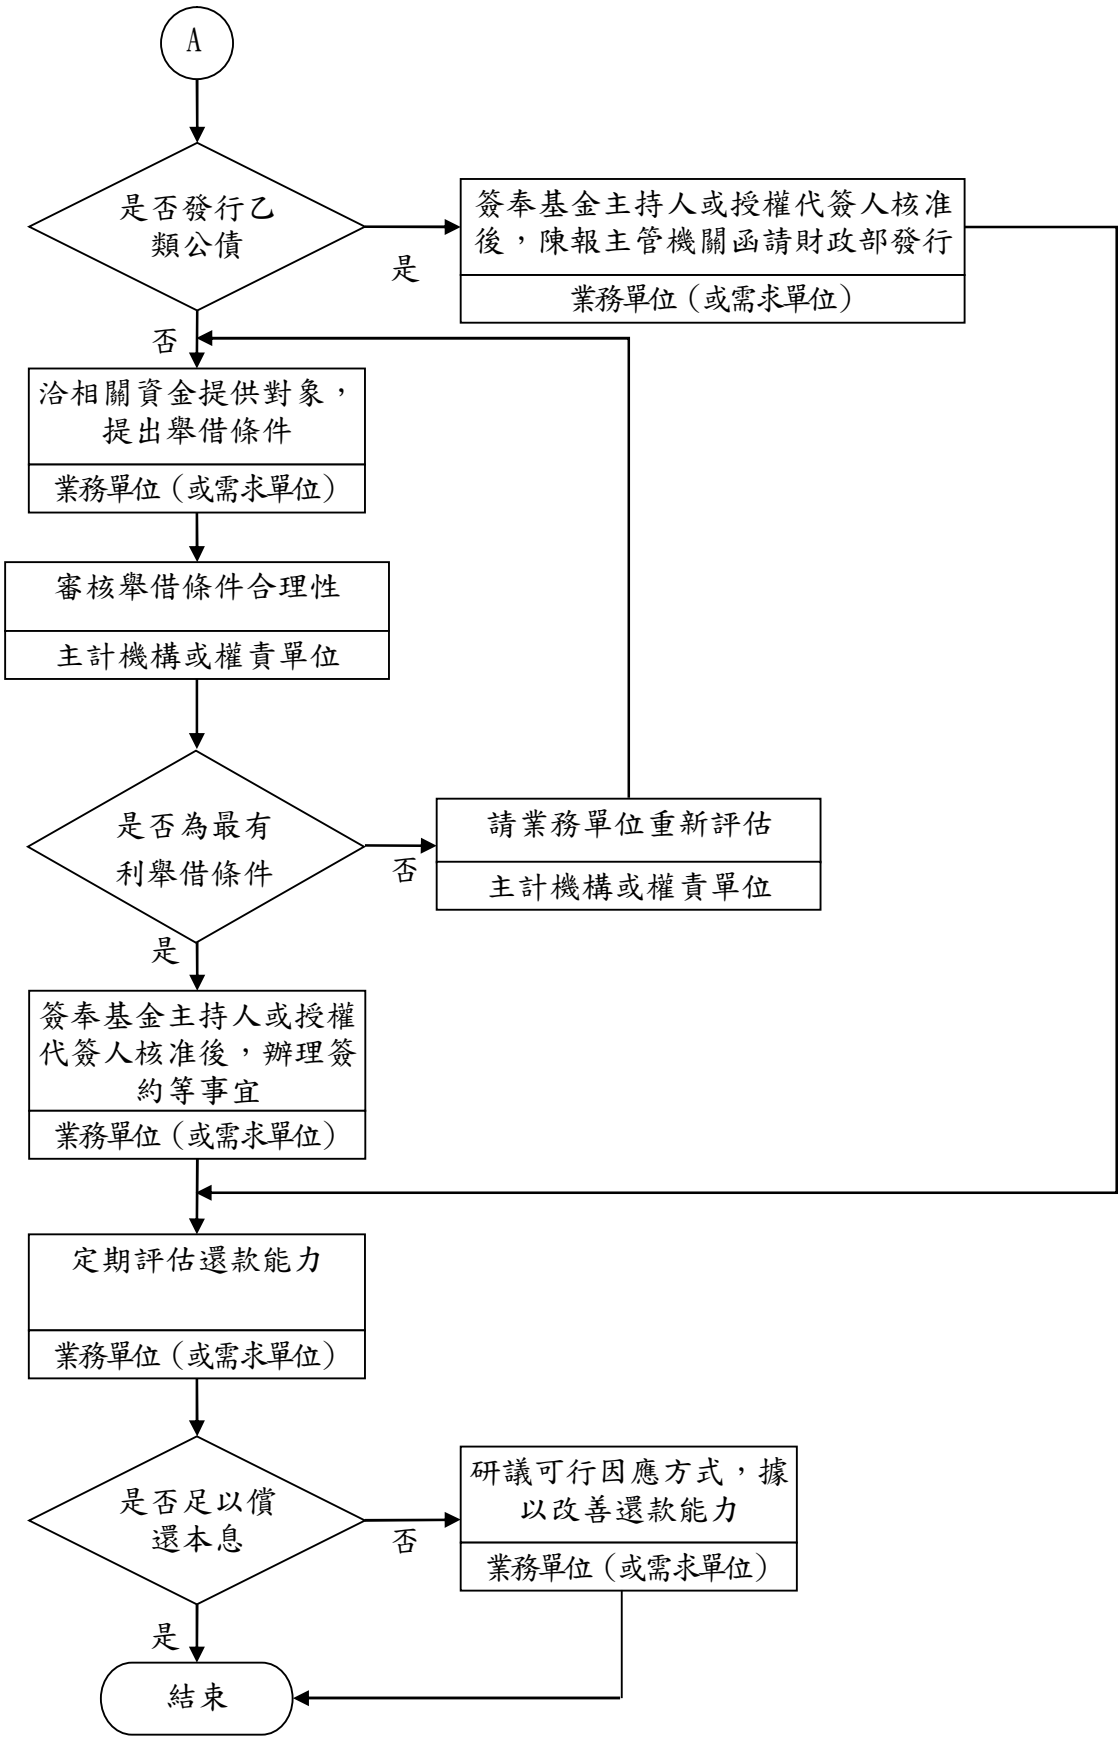 A
是否發行乙
類公債
是
簽奉基金主持人或授權代簽人核准
後，陳報主管機關函請財政部發行
業務單位（或需求單位）
否
洽相關資金提供對象，
提出舉借條件
業務單位（或需求單位）
審核舉借條件合理性
主計機構或權責單位
是否為最有
利舉借條件
否
請業務單位重新評估
主計機構或權責單位
是
簽奉基金主持人或授權
代簽人核准後，辦理簽
約等事宜
業務單位（或需求單位）
定期評估還款能力
業務單位（或需求單位）
是否足以償
還本息
否
研議可行因應方式，據
以改善還款能力
業務單位（或需求單位）
是
結束